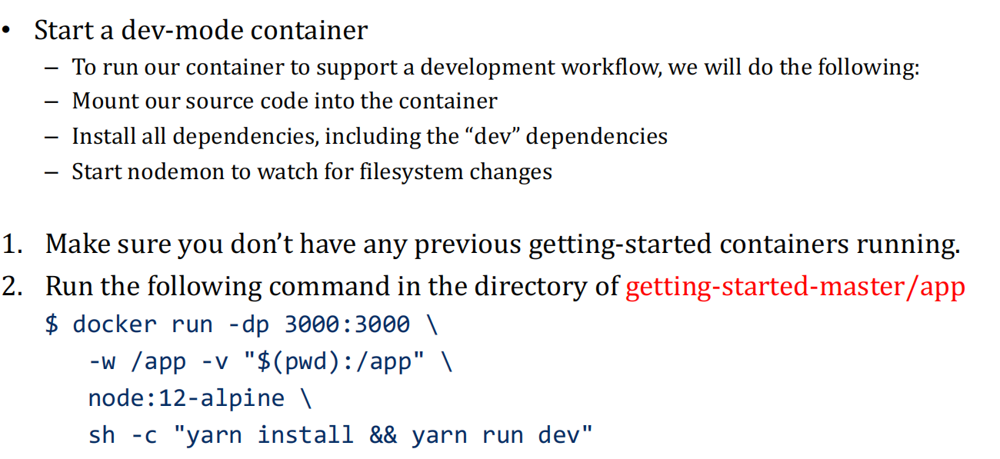 • Start a dev-mode container
– To run our container to support a development workflow, we will do the following:
– Mount our source code into the container
– Install all dependencies, including the “dev” dependencies
– Start nodemon to watch for filesystem changes
1. Make sure you don’t have any previous getting-started containers running.
2. Run the following command in the directory of getting-started-master/app
$ docker run -dp 3000:3000 \
-w /app -v "$(pwd):/app" \
node:12-alpine \
sh -c "yarn install && yarn run dev"